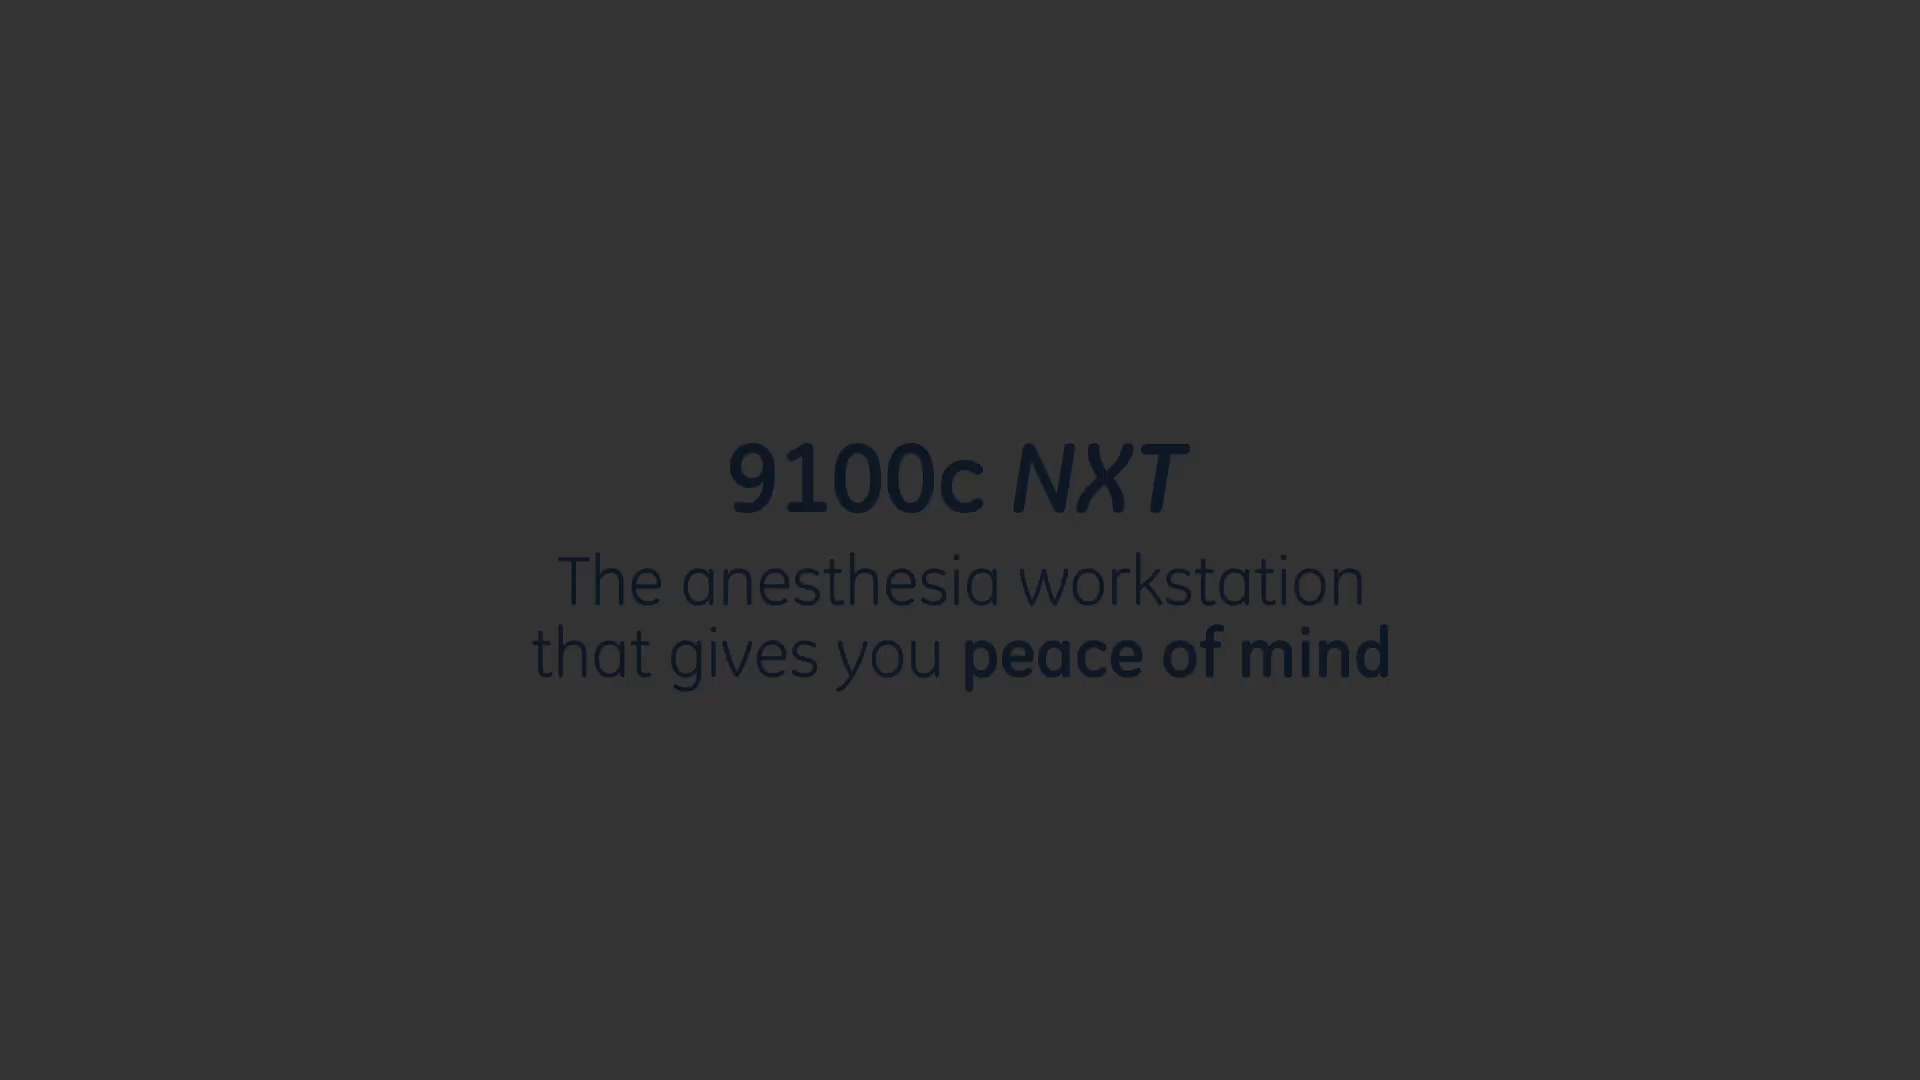 9100c NXT
The anesthesia workstation
that gives you peace of mind